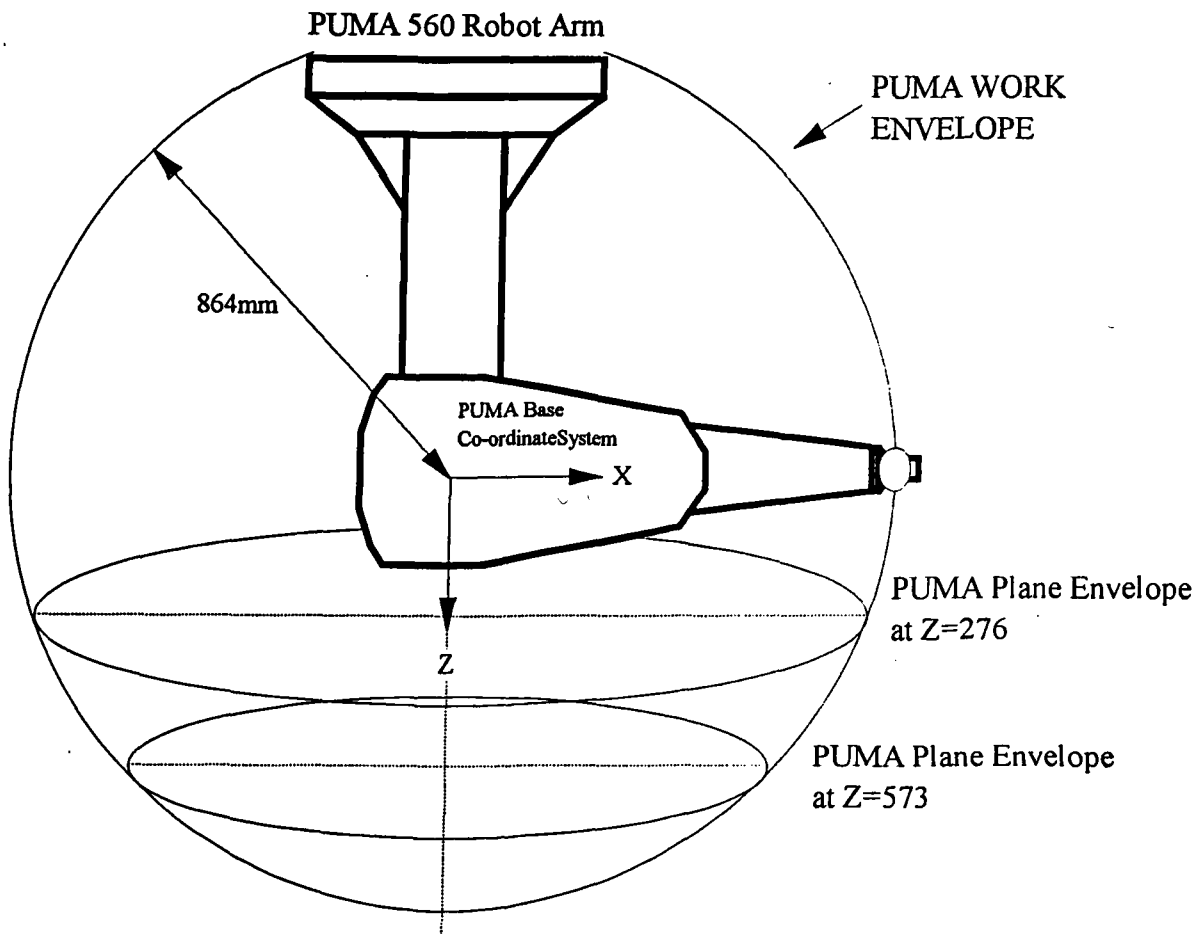 PUMA 560 Robot Arm
PUMA WORK
ENVELOPE
864mm
PUMA Base
Co-ordinateSystem
X
PUMA Plane Envelope
at Z=276
Z
PUMA Plane Envelope
at Z=573